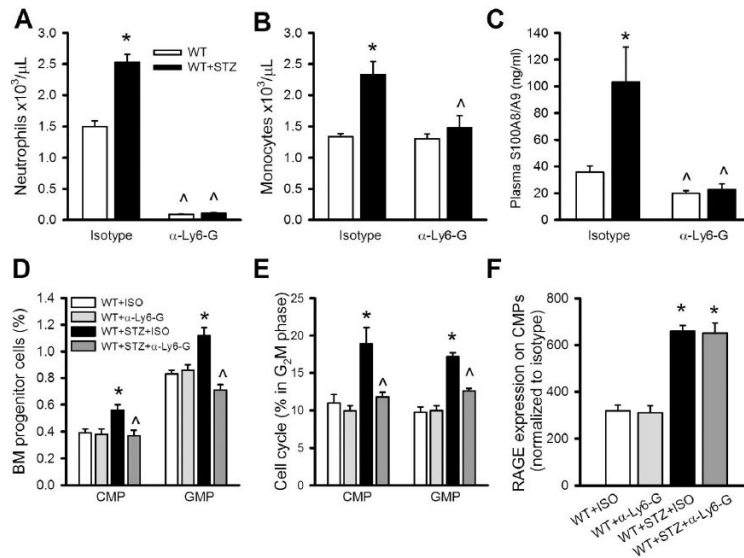 A
Neutrophils x10³/µL
3.0
2.5
2.0
1.5
1.0
0.5
0.0
*
^
^
WT
WT+STZ
Isotype
α-Ly6-G
B
Monocytes x10³/µL
3.0
2.5
2.0
1.5
1.0
0.5
0.0
*
^
Isotype
α-Ly6-G
C
Plasma S100A8/A9 (ng/ml)
140
120
100
80
60
40
20
0
*
^
^
Isotype
α-Ly6-G
D
BM progenitor cells (%)
1.4
1.2
1.0
0.8
0.6
0.4
0.2
0.0
WT+ISO
WT+α-Ly6-G
WT+STZ+ISO
WT+STZ+α-Ly6-G
*
^
*
^
CMP
GMP
E
Cell cycle (% in G₂M phase)
25
20
15
10
5
0
*
^
*
^
CMP
GMP
F
RAGE expression on CMPs
(normalized to isotype)
900
600
300
0
*
*
WT+ISO
WT+α-Ly6-G
WT+STZ+ISO
WT+STZ+α-Ly6-G